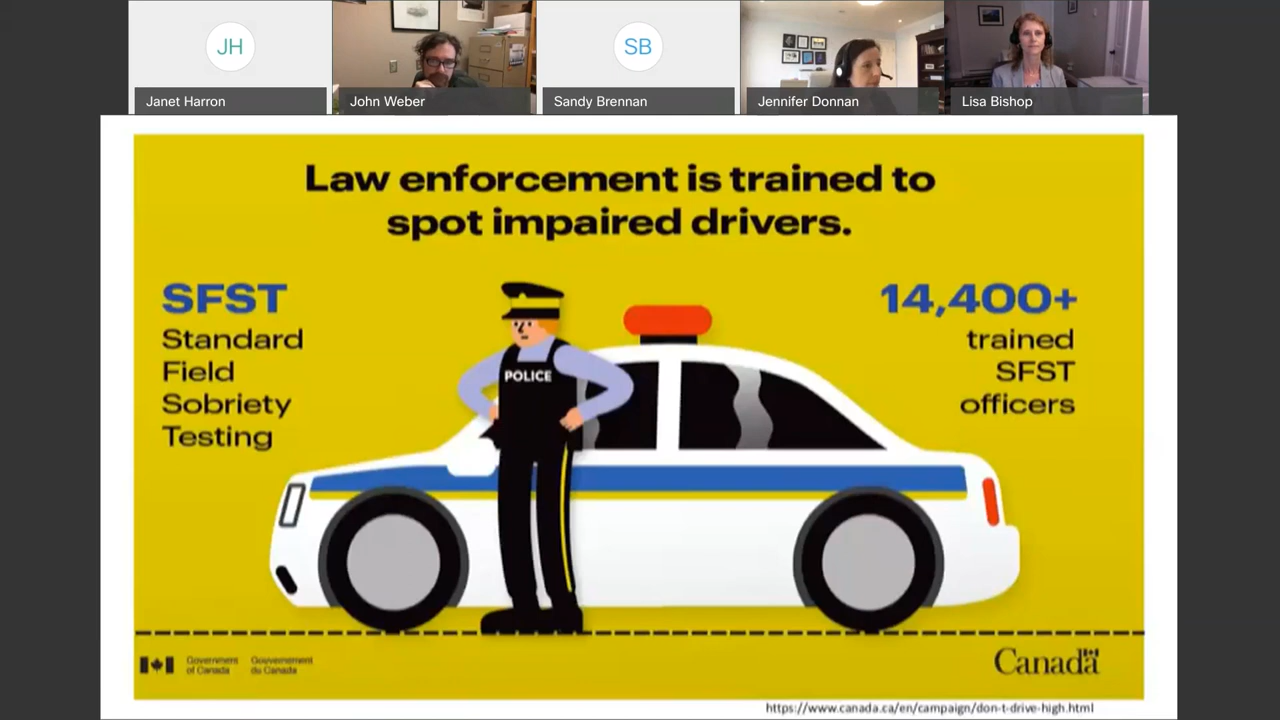 JH
SB
Janet Harron
John Weber
Sandy Brennan
Jennifer Donnan
Lisa Bishop
Law enforcement is trained to
spot impaired drivers.
SFST
Standard
Field
Sobriety
Testing
14,400+
trained
SFST
officers
POLICE
Government
of Canada
Gouvernement
du Canada
Canada
https://www.canada.ca/en/campaign/don-t-drive-high.html